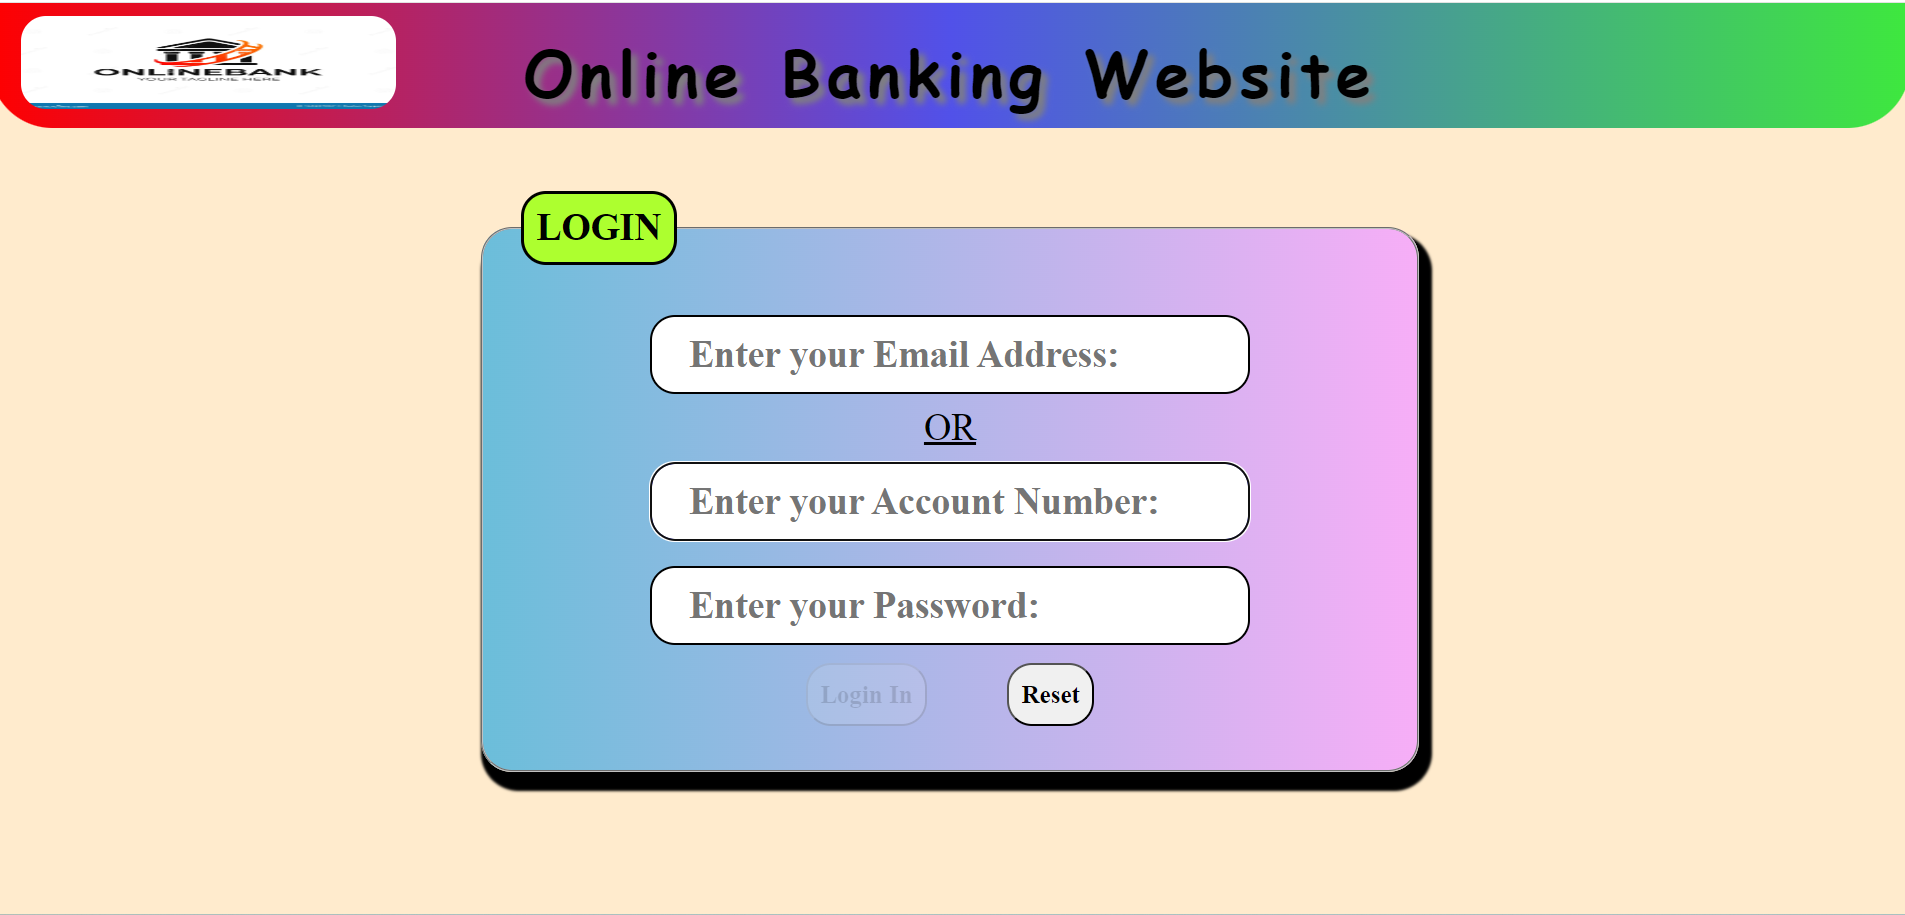 ONLINEBANK
YOUR TAGLINE HERE
Online Banking Website
LOGIN
Enter your Email Address:
OR
Enter your Account Number:
Enter your Password:
Login In
Reset